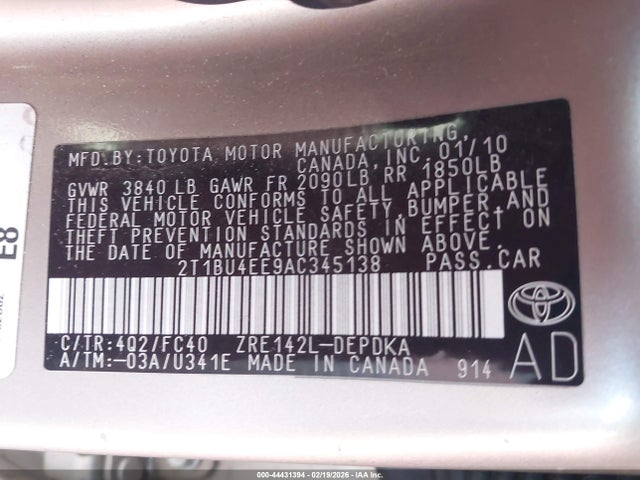 MFD.BY:TOYOTA MOTOR MANUFACTURING,
CANADA, INC. 01/10
GVWR 3840 LB GAWR FR 2090LB RR 1850LB
THIS VEHICLE CONFORMS TO ALL APPLICABLE
FEDERAL MOTOR VEHICLE SAFETY, BUMPER, AND
THEFT PREVENTION STANDARDS IN EFFECT ON
THE DATE OF MANUFACTURE SHOWN ABOVE.
2T1BU4EE9AC345138 PASS.CAR
C/TR:4Q2/FC40 ZRE142L-DEPDKA
A/TM:-03A/U341E MADE IN CANADA 914
AD
E8
000-44431394 | 02/19/2026 - IAA Inc.